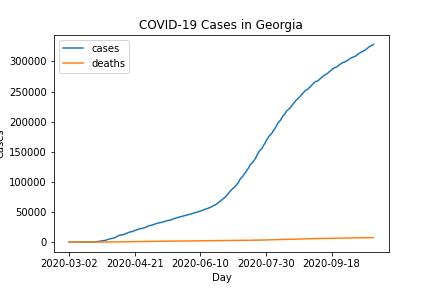 COVID-19 Cases in Georgia
cases
deaths
300000
250000
200000
150000
100000
50000
0
cases
2020-03-02 2020-04-21 2020-06-10 2020-07-30 2020-09-18
Day